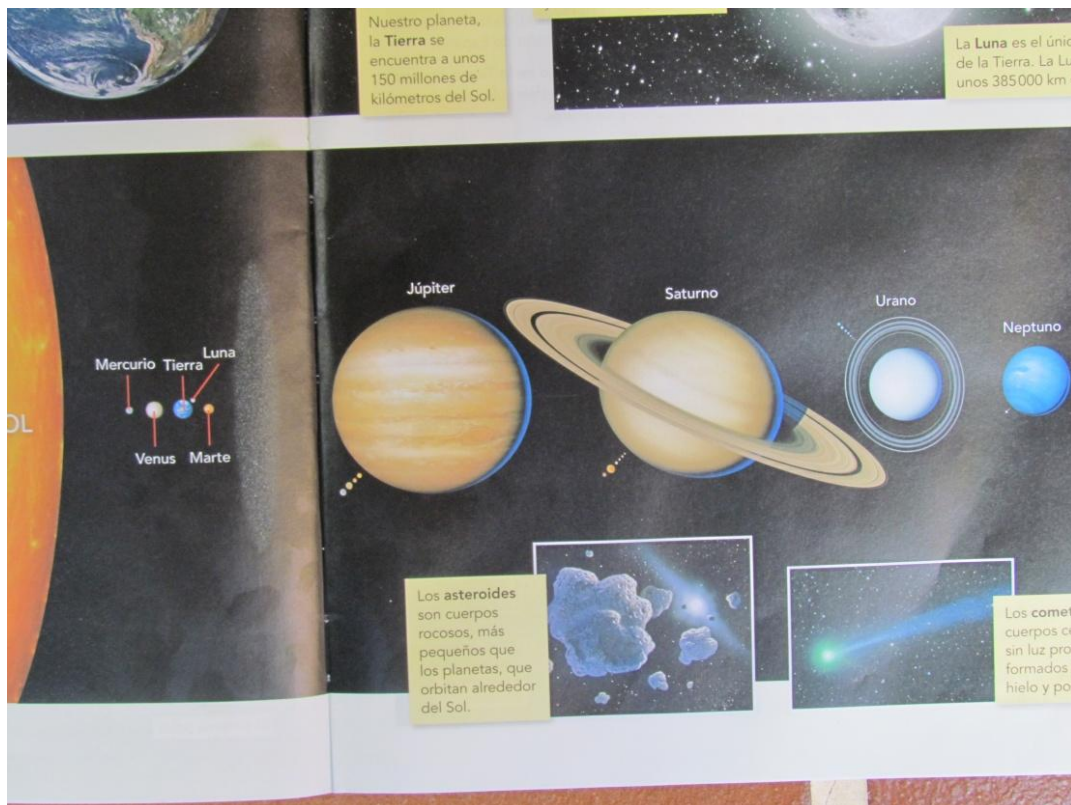 Nuestro planeta,
la Tierra se
encuentra a unos
150 millones de
kilómetros del Sol.
La Luna es el únic
de la Tierra. La Lu
unos 385 000 km
OL
Mercurio
Tierra
Luna
Venus
Marte
Júpiter
Saturno
Urano
Neptuno
Los asteroides
son cuerpos
rocosos, más
pequeños que
los planetas, que
orbitan alrededor
del Sol.
Los comet
cuerpos ce
sin luz pro
formados
hielo y po